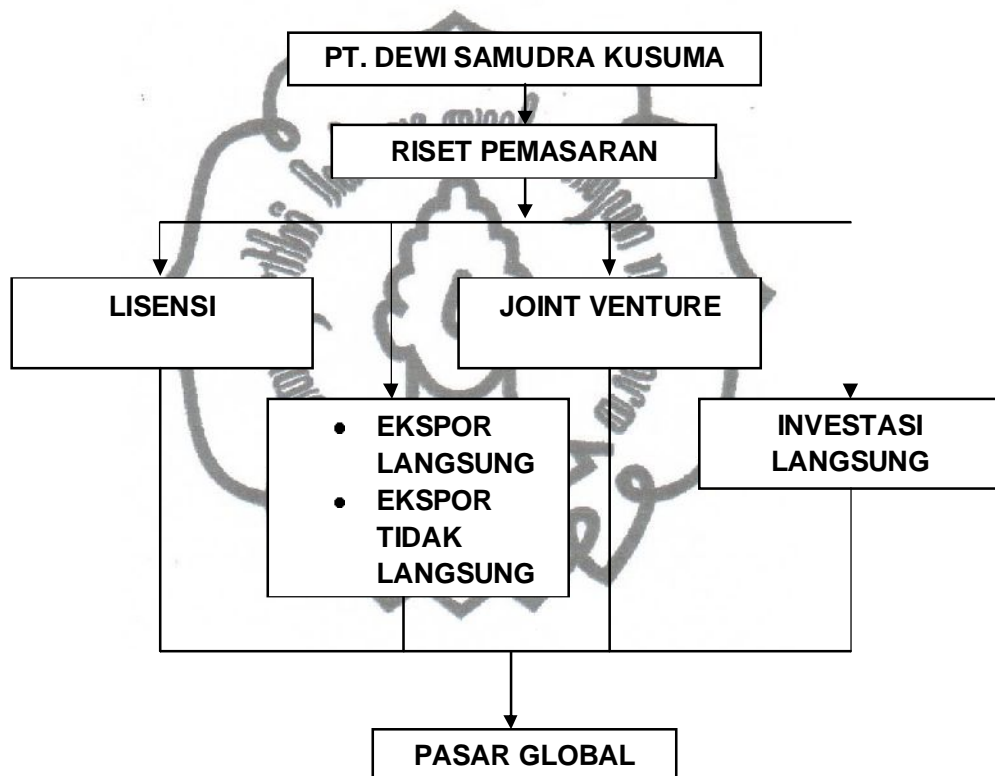 PT. DEWI SAMUDRA KUSUMA
RISET PEMASARAN
LISENSI
JOINT VENTURE
• EKSPOR
LANGSUNG
• EKSPOR
TIDAK
LANGSUNG
INVESTASI
LANGSUNG
PASAR GLOBAL